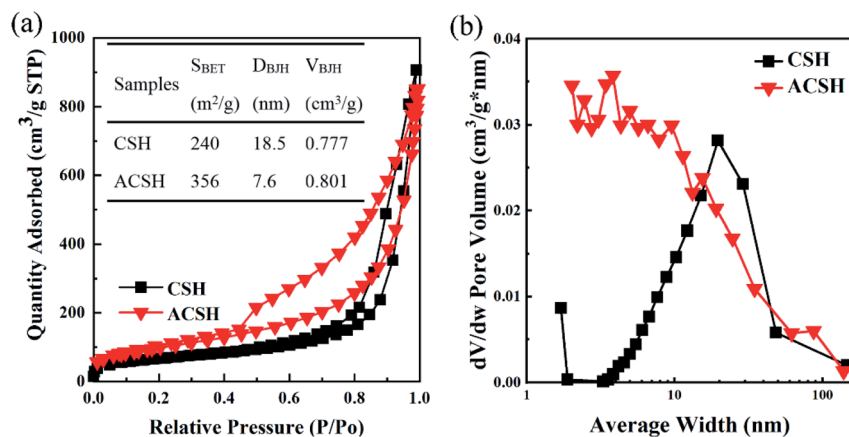 (a)
Quantity Adsorbed (cm³/g STP)
1000
800
600
400
200
0
Samples S_BET D_BJH V_BJH
(m²/g) (nm) (cm³/g)
CSH 240 18.5 0.777
ACSH 356 7.6 0.801
CSH
ACSH
0.0 0.2 0.4 0.6 0.8 1.0
Relative Pressure (P/Po)
(b)
dV/dw Pore Volume (cm³/g*nm)
0.04
0.03
0.02
0.01
0.00
CSH
ACSH
1 10 100
Average Width (nm)